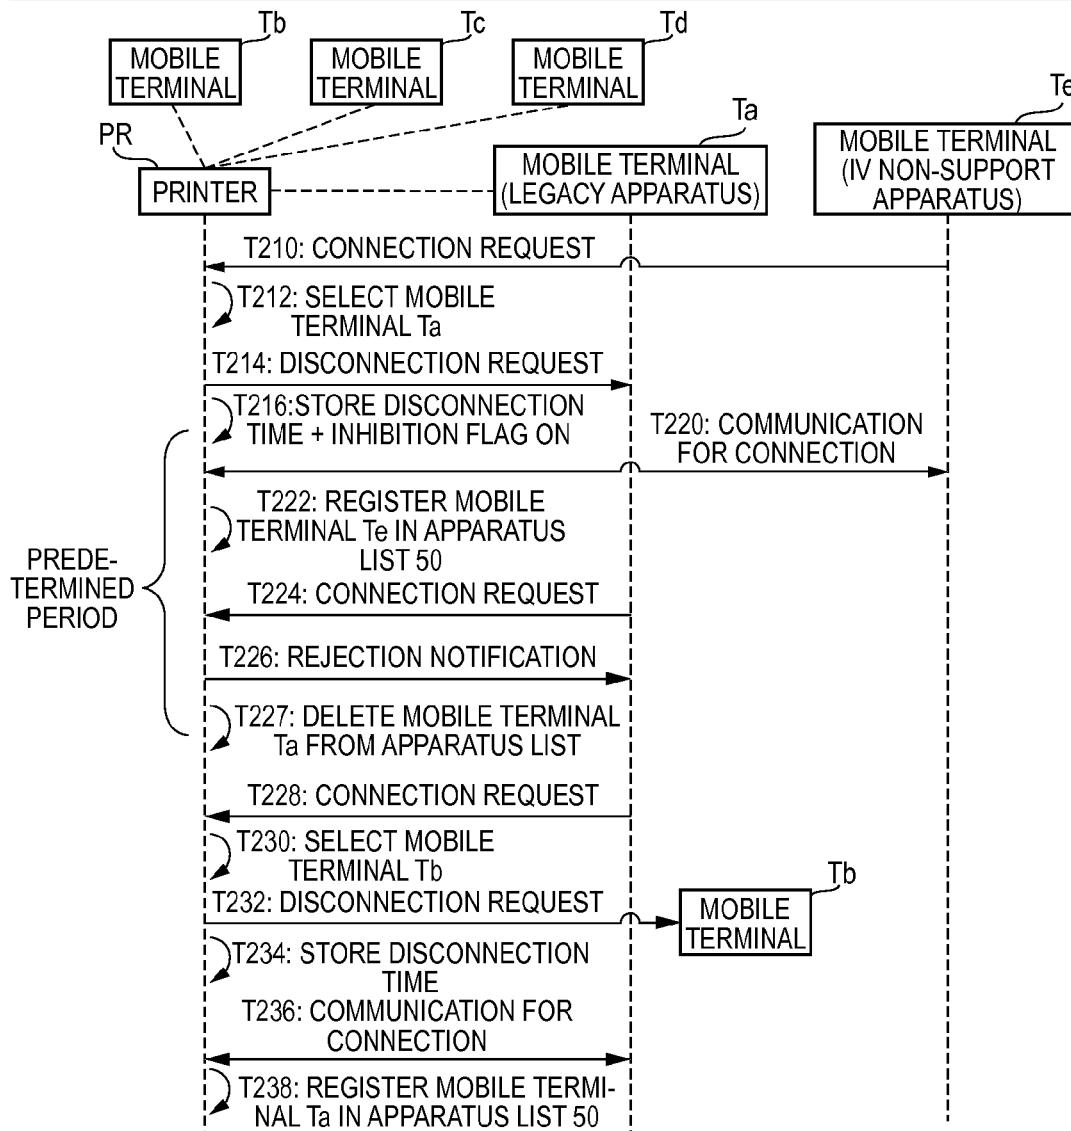 Tb
Tc
Td
MOBILE
TERMINAL
MOBILE
TERMINAL
MOBILE
TERMINAL
Ta
Te
PR
PRINTER
MOBILE TERMINAL
(LEGACY APPARATUS)
MOBILE TERMINAL
(IV NON-SUPPORT
APPARATUS)
T210: CONNECTION REQUEST
T212: SELECT MOBILE
TERMINAL Ta
T214: DISCONNECTION REQUEST
T216:STORE DISCONNECTION
TIME + INHIBITION FLAG ON
T220: COMMUNICATION
FOR CONNECTION
T222: REGISTER MOBILE
TERMINAL Te IN APPARATUS
LIST 50
PREDE-
TERMINED
PERIOD
T224: CONNECTION REQUEST
T226: REJECTION NOTIFICATION
T227: DELETE MOBILE TERMINAL
Ta FROM APPARATUS LIST
T228: CONNECTION REQUEST
T230: SELECT MOBILE
TERMINAL Tb
T232: DISCONNECTION REQUEST
Tb
MOBILE
TERMINAL
T234: STORE DISCONNECTION
TIME
T236: COMMUNICATION FOR
CONNECTION
T238: REGISTER MOBILE TERMI-
NAL Ta IN APPARATUS LIST 50